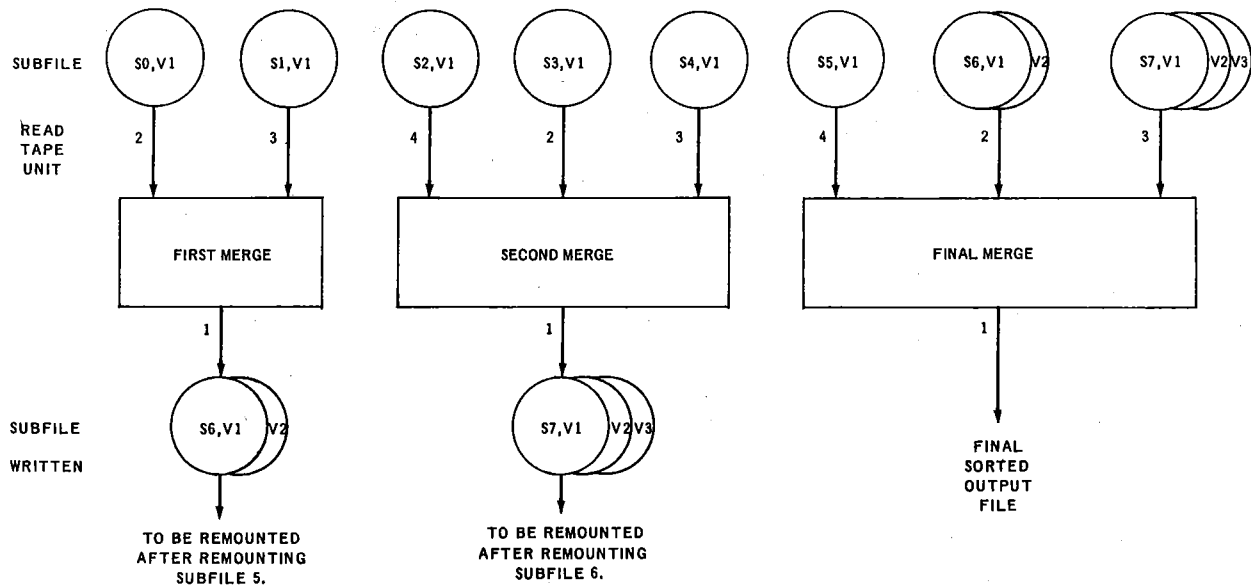 SUBFILE
S0,V1
S1,V1
S2,V1
S3,V1
S4,V1
S5,V1
S6,V1
V2
S7,V1
V2
V3
READ
TAPE
UNIT
2
3
4
2
3
4
2
3
FIRST MERGE
SECOND MERGE
FINAL MERGE
1
1
1
SUBFILE
WRITTEN
S6,V1
V2
S7,V1
V2
V3
FINAL
SORTED
OUTPUT
FILE
TO BE REMOUNTED
AFTER REMOUNTING
SUBFILE 5.
TO BE REMOUNTED
AFTER REMOUNTING
SUBFILE 6.